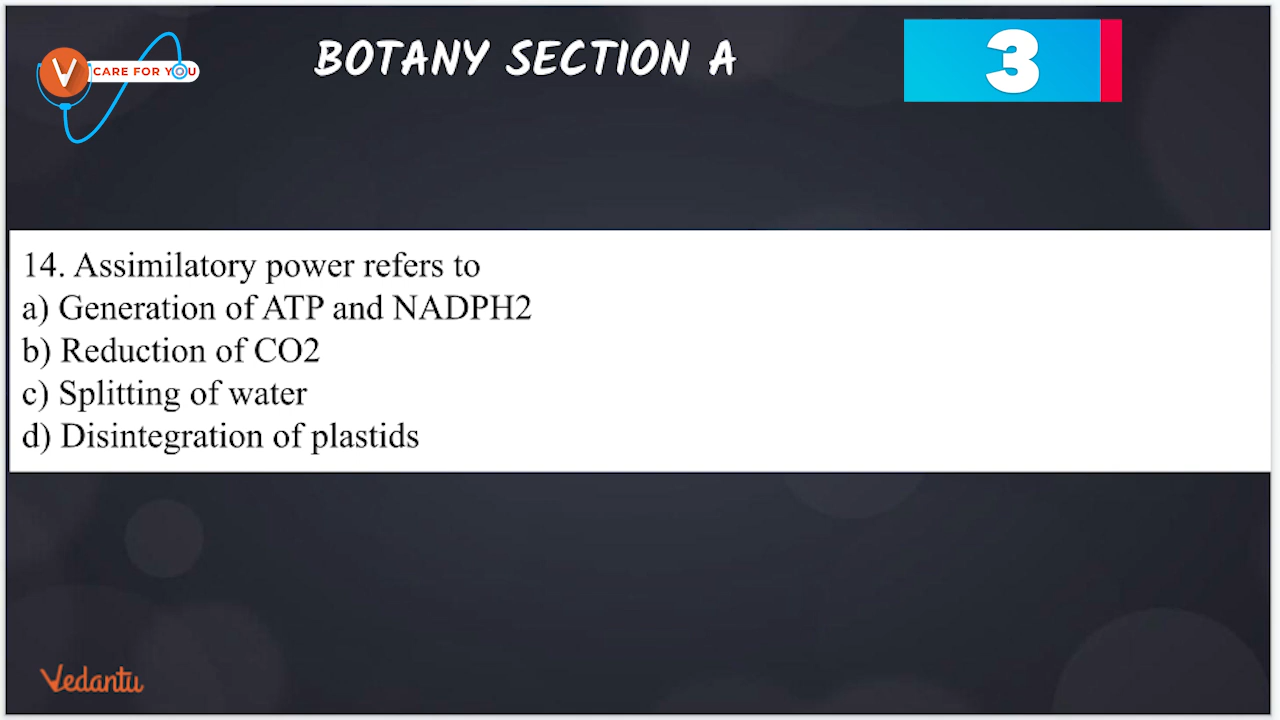 BOTANY SECTION A
3
V CARE FOR YOU
14. Assimilatory power refers to
a) Generation of ATP and NADPH2
b) Reduction of CO2
c) Splitting of water
d) Disintegration of plastids
Vedantu